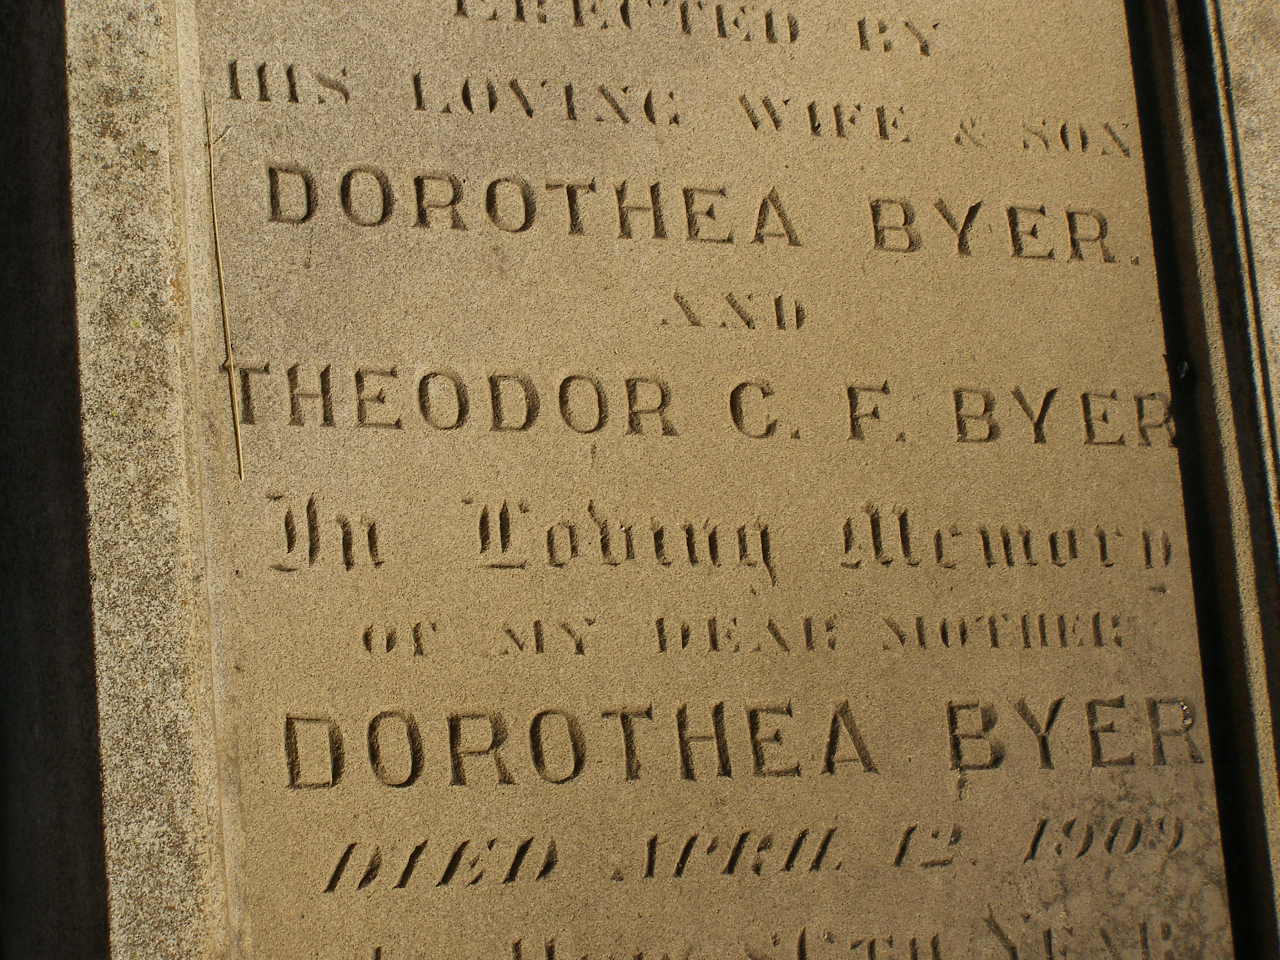 ERECTED BY
HIS LOVING WIFE & SON
DOROTHEA BYER.
AND
THEODOR C. F. BYER
In Loving Memory
OF MY DEAR MOTHER
DOROTHEA BYER
DIED APRIL 12. 1909
YEAR